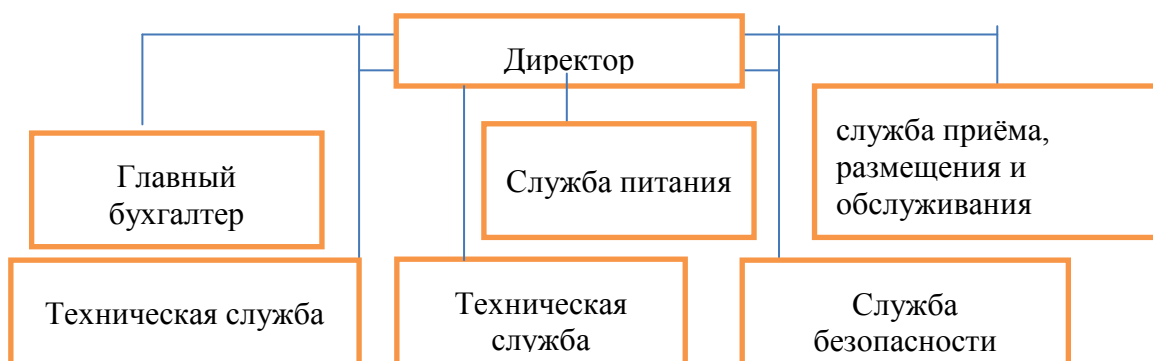 Директор
Главный
бухгалтер
Служба питания
служба приёма,
размещения и
обслуживания
Техническая служба
Техническая
служба
Служба
безопасности